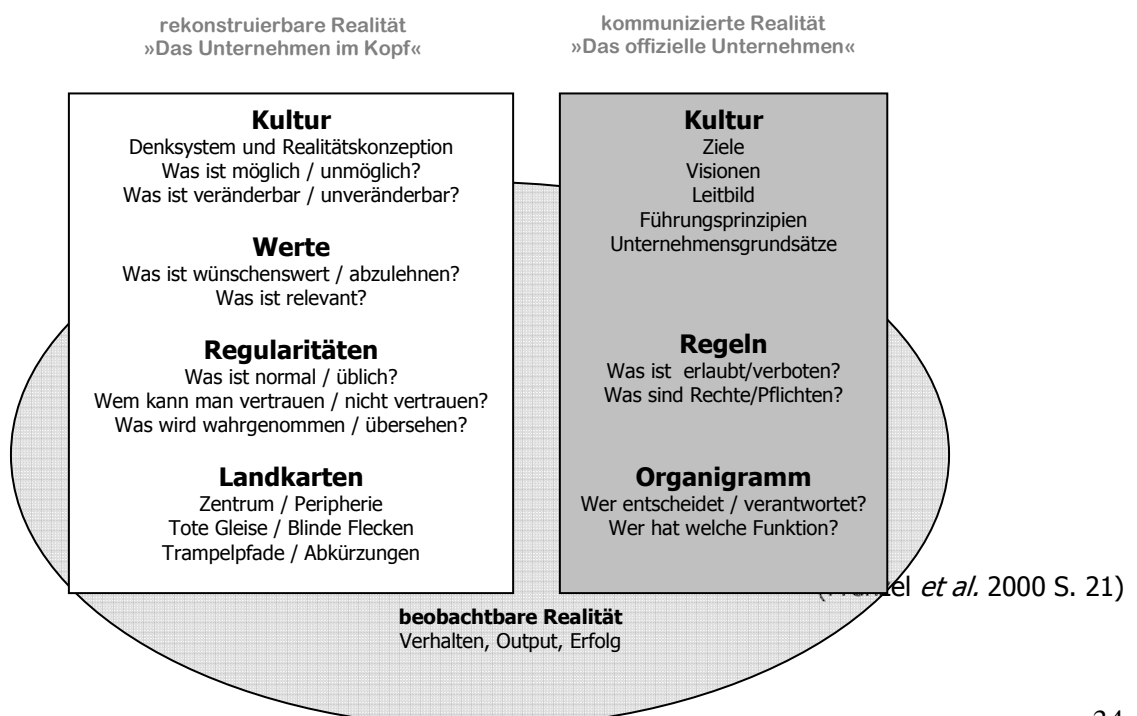 rekonstruierbare Realität
»Das Unternehmen im Kopf«
Kultur
Denksystem und Realitätskonzeption
Was ist möglich / unmöglich?
Was ist veränderbar / unveränderbar?
Werte
Was ist wünschenswert / abzulehnen?
Was ist relevant?
Regularitäten
Was ist normal / üblich?
Wem kann man vertrauen / nicht vertrauen?
Was wird wahrgenommen / übersehen?
Landkarten
Zentrum / Peripherie
Tote Gleise / Blinde Flecken
Trampelpfade / Abkürzungen
kommunizierte Realität
»Das offizielle Unternehmen«
Kultur
Ziele
Visionen
Leitbild
Führungsprinzipien
Unternehmensgrundsätze
Regeln
Was ist erlaubt/verboten?
Was sind Rechte/Pflichten?
Organigramm
Wer entscheidet / verantwortet?
Wer hat welche Funktion?
et al. 2000 S. 21)
beobachtbare Realität
Verhalten, Output, Erfolg